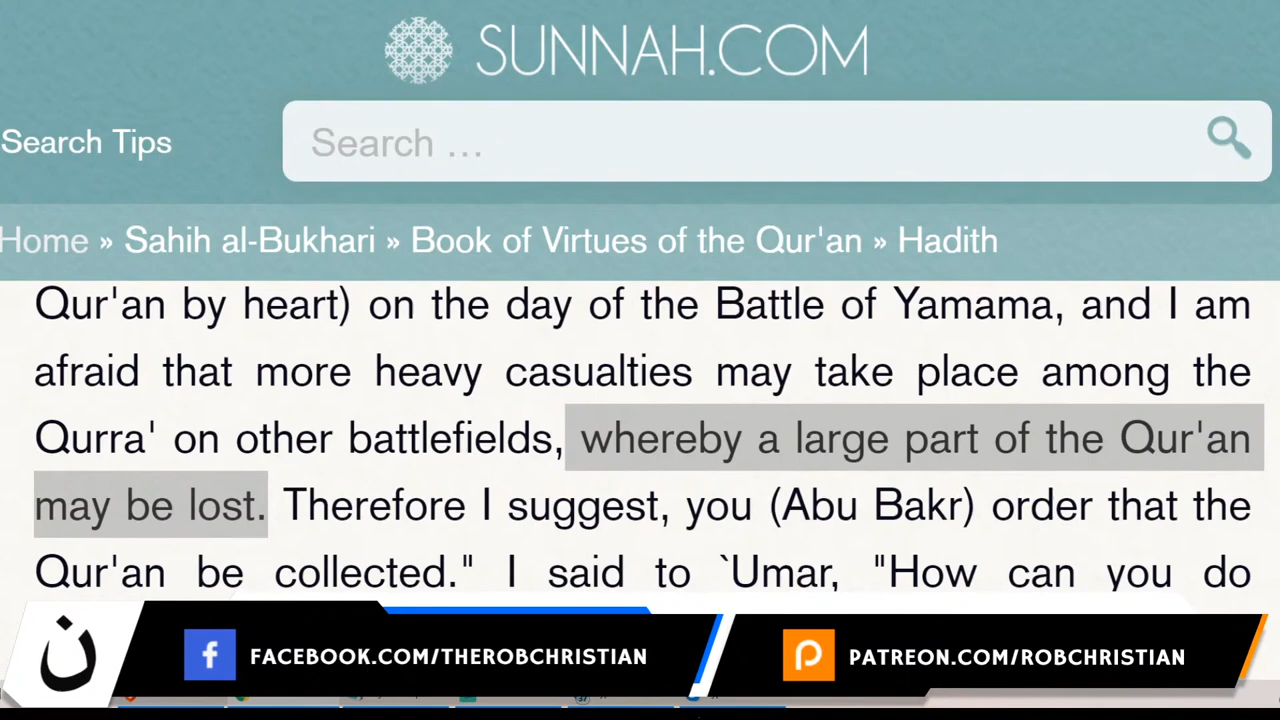 SUNNAH.COM
Search Tips
Search ...
Home » Sahih al-Bukhari » Book of Virtues of the Qur'an » Hadith
Qur'an by heart) on the day of the Battle of Yamama, and I am
afraid that more heavy casualties may take place among the
Qurra' on other battlefields, whereby a large part of the Qur'an
may be lost. Therefore I suggest, you (Abu Bakr) order that the
Qur'an be collected." I said to `Umar, "How can you do
ن
f FACEBOOK.COM/THEROBCHRISTIAN
PATREON.COM/ROBCHRISTIAN